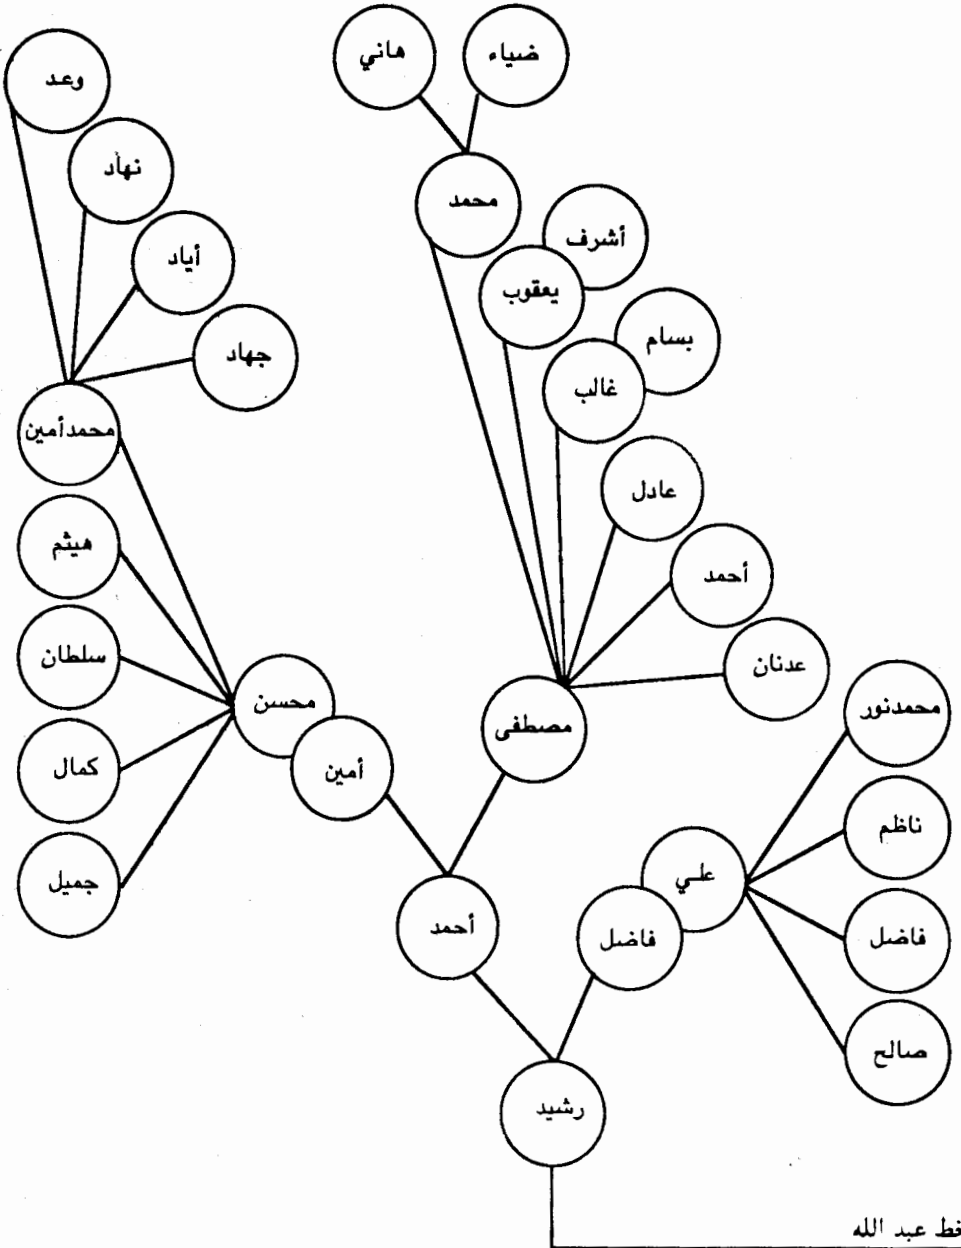 هاني
ضياء
وعد
نهاد
محمد
أشرف
أياد
يعقوب
بسام
جهاد
غالب
محمدأمين
عادل
هيثم
أحمد
سلطان
عدنان
محسن
محمدنور
مصطفى
كمال
أمين
ناظم
جميل
علي
أحمد
فاضل
فاضل
صالح
رشيد
عبد الله